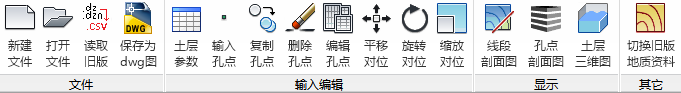 .dz
dzn
.CSV
DWG
新建 打开 读取 保存为 土层 输入 复制 删除 编辑 平移 旋转 缩放 线段 孔点 土层 切换旧版
文件 文件 旧版 dwg图 参数 孔点 孔点 孔点 孔点 对位 对位 对位 剖面图 剖面图 三维图 地质资料
文件 输入编辑 显示 其它